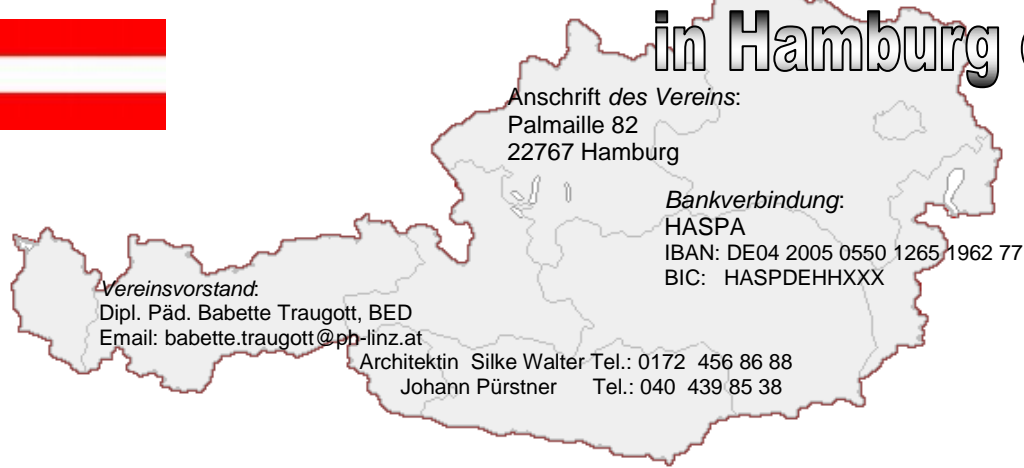 in Hamburg
Anschrift des Vereins:
Palmaille 82
22767 Hamburg
Bankverbindung:
HASPA
IBAN: DE04 2005 0550 1265 1962 77
BIC: HASPDEHHXXX
Vereinsvorstand:
Dipl. Päd. Babette Traugott, BED
Email: babette.traugott@ph-linz.at
Architektin Silke Walter Tel.: 0172 456 86 88
Johann Pürstner Tel.: 040 439 85 38